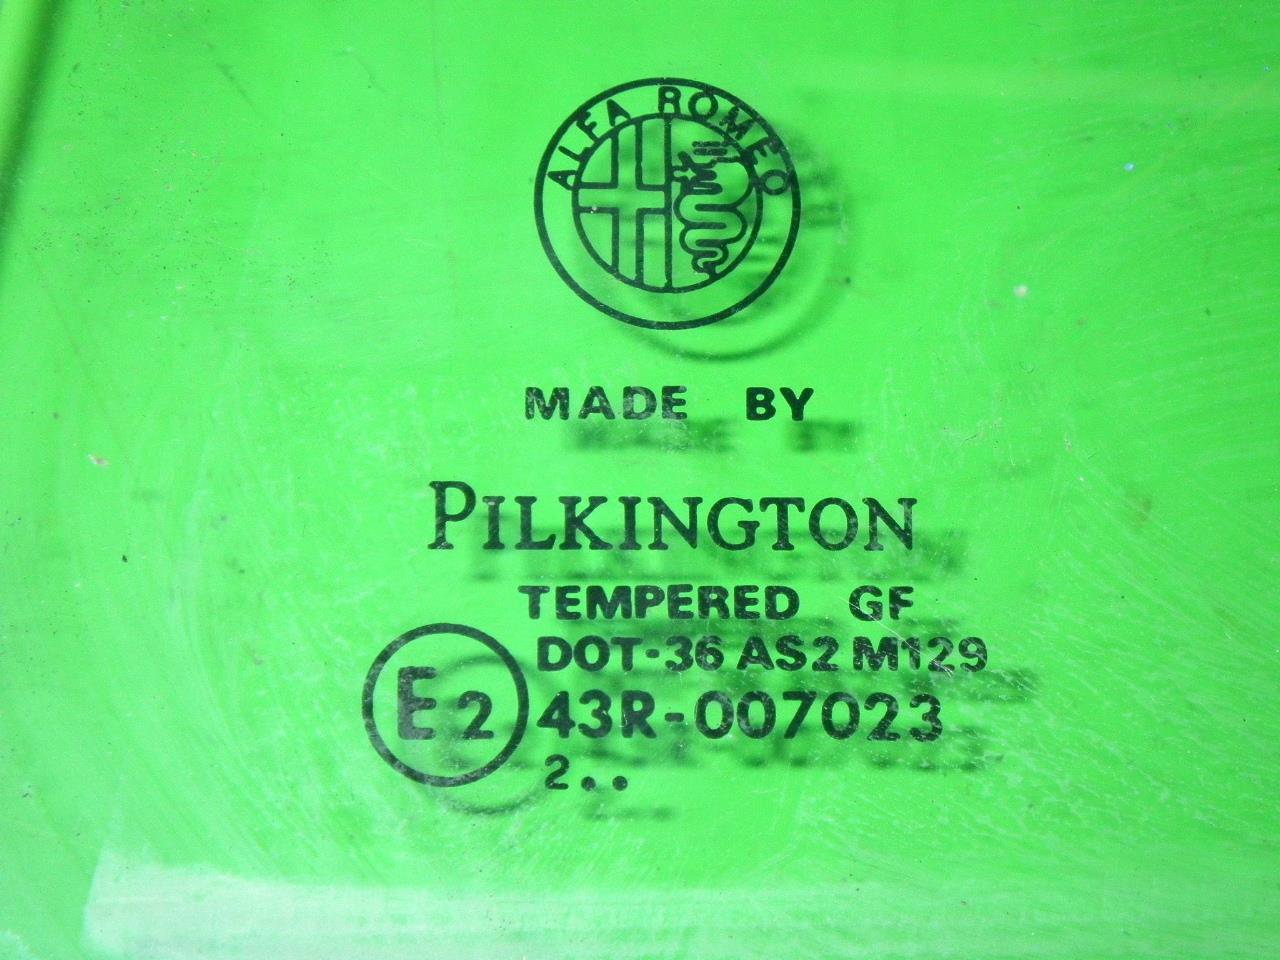 ALFA ROMEO
MADE BY
PILKINGTON
TEMPERED GF
DOT-36 AS2 M129
E2 43R-007023
2..